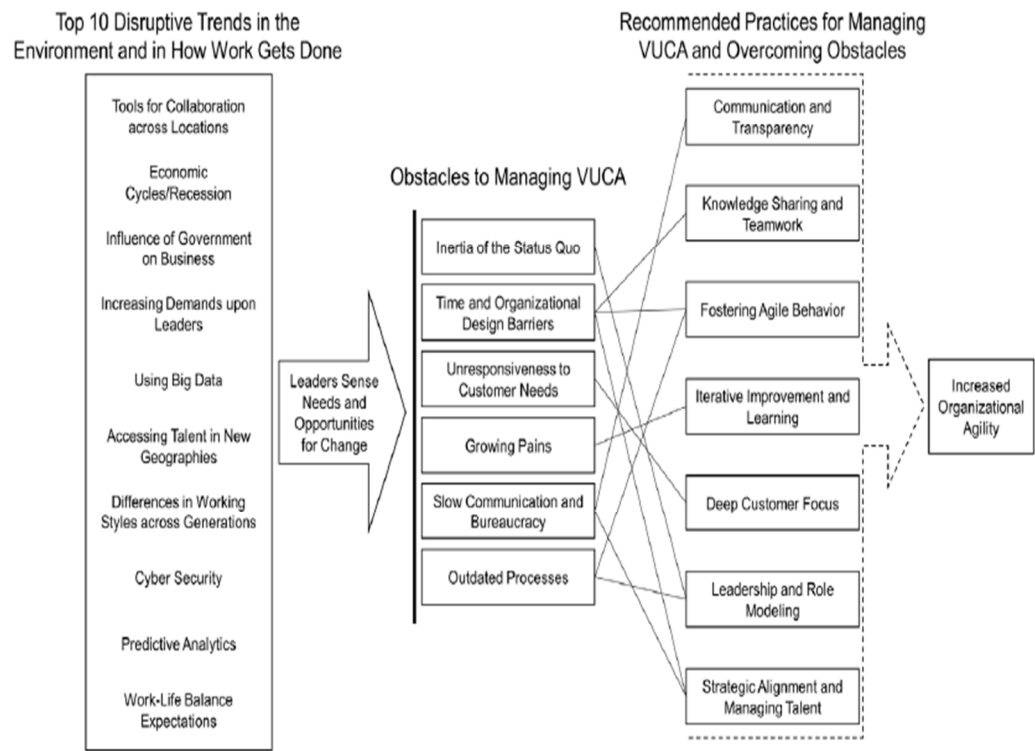 Top 10 Disruptive Trends in the
Environment and in How Work Gets Done
Tools for Collaboration
across Locations
Economic
Cycles/Recession
Influence of Government
on Business
Increasing Demands upon
Leaders
Using Big Data
Accessing Talent in New
Geographies
Differences in Working
Styles across Generations
Cyber Security
Predictive Analytics
Work-Life Balance
Expectations
Leaders Sense
Needs and
Opportunities
for Change
Obstacles to Managing VUCA
Inertia of the Status Quo
Time and Organizational
Design Barriers
Unresponsiveness to
Customer Needs
Growing Pains
Slow Communication and
Bureaucracy
Outdated Processes
Recommended Practices for Managing
VUCA and Overcoming Obstacles
Communication and
Transparency
Knowledge Sharing and
Teamwork
Fostering Agile Behavior
Iterative Improvement and
Learning
Deep Customer Focus
Leadership and Role
Modeling
Strategic Alignment and
Managing Talent
Increased
Organizational
Agility